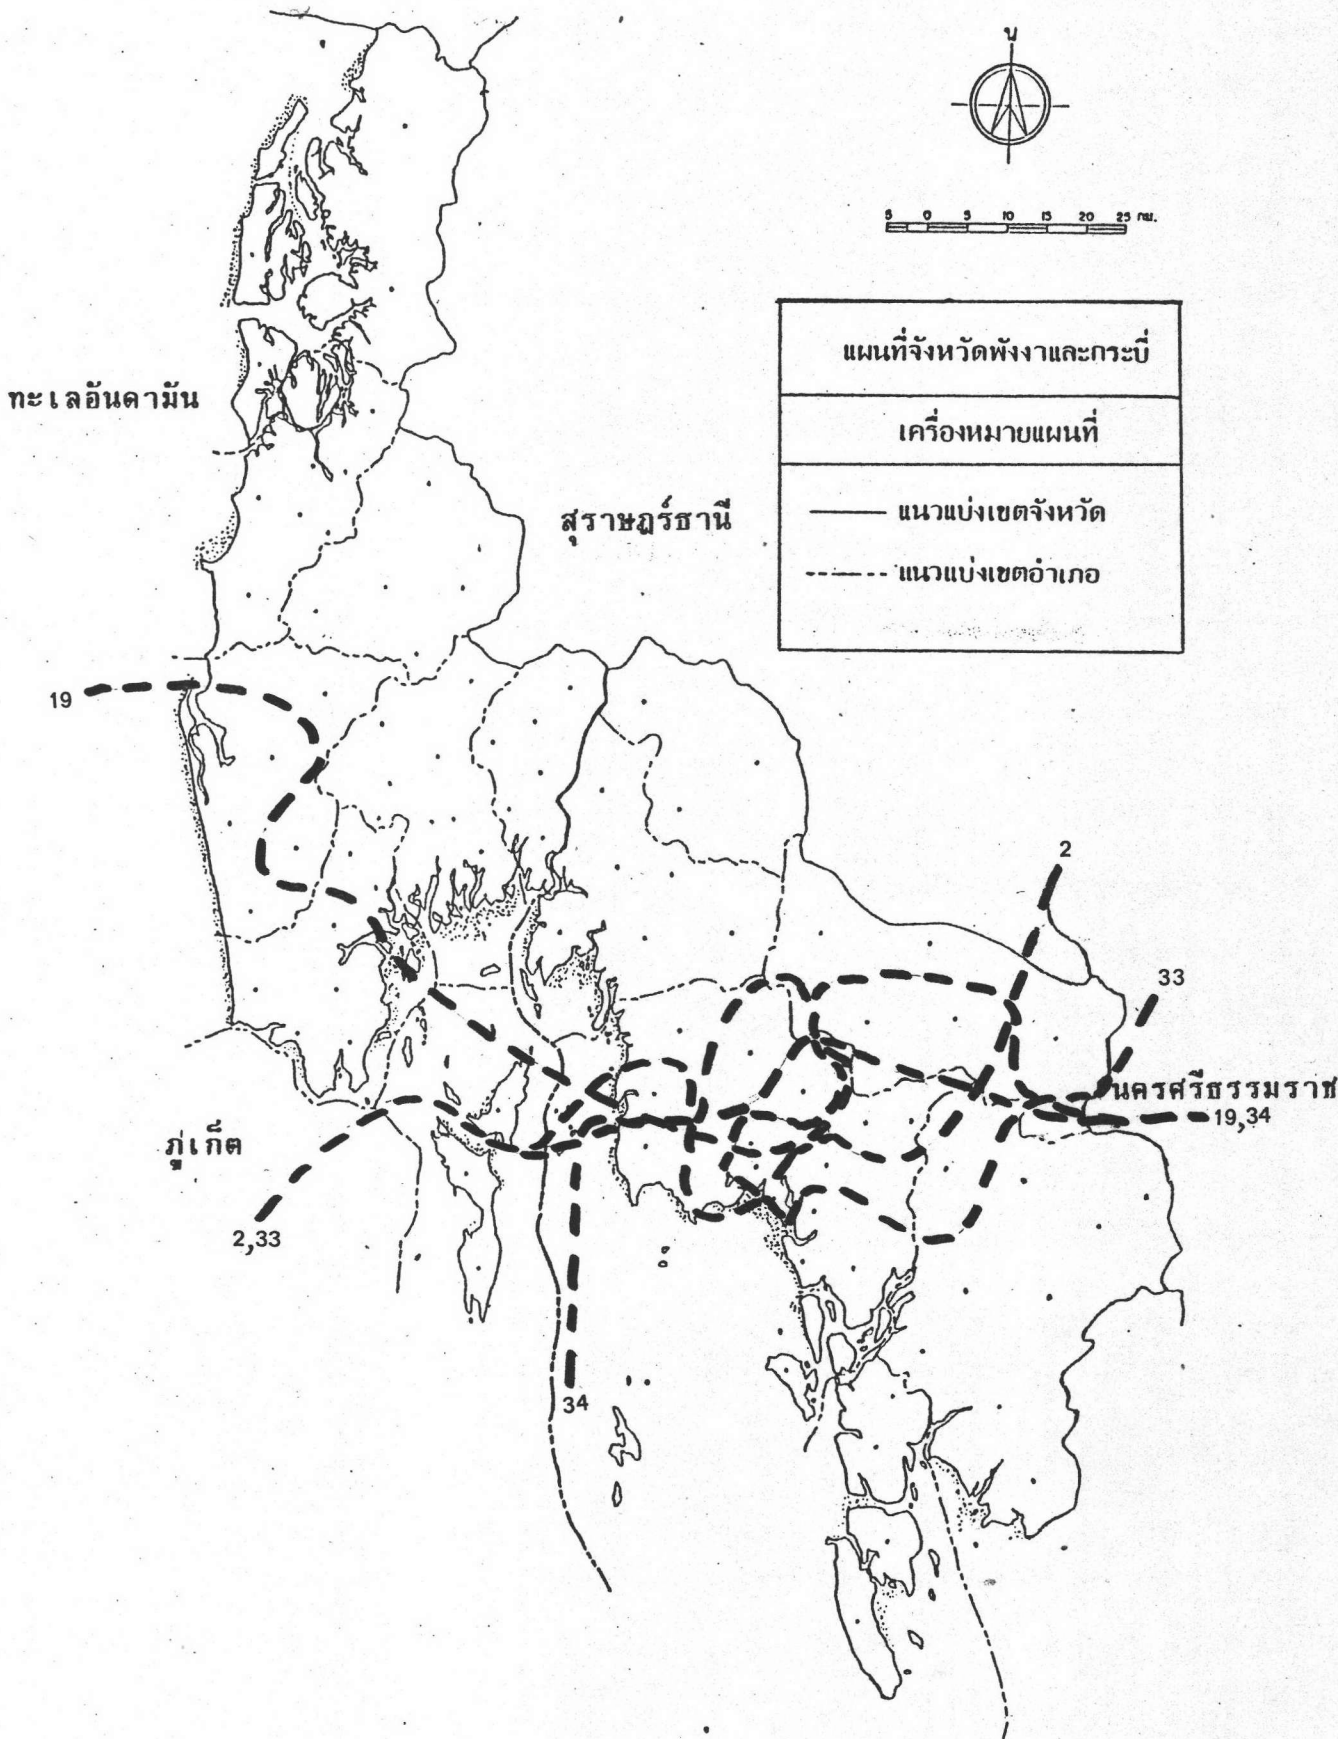 น
5 0 5 10 15 20 25 กม.
แผนที่จังหวัดพังงาและกระบี่
เครื่องหมายแผนที่
แนวแบ่งเขตจังหวัด
แนวแบ่งเขตอำเภอ
ทะเลอันดามัน
สุราษฎร์ธานี
19
2
33
นครศรีธรรมราช
19,34
ภูเก็ต
2,33
34